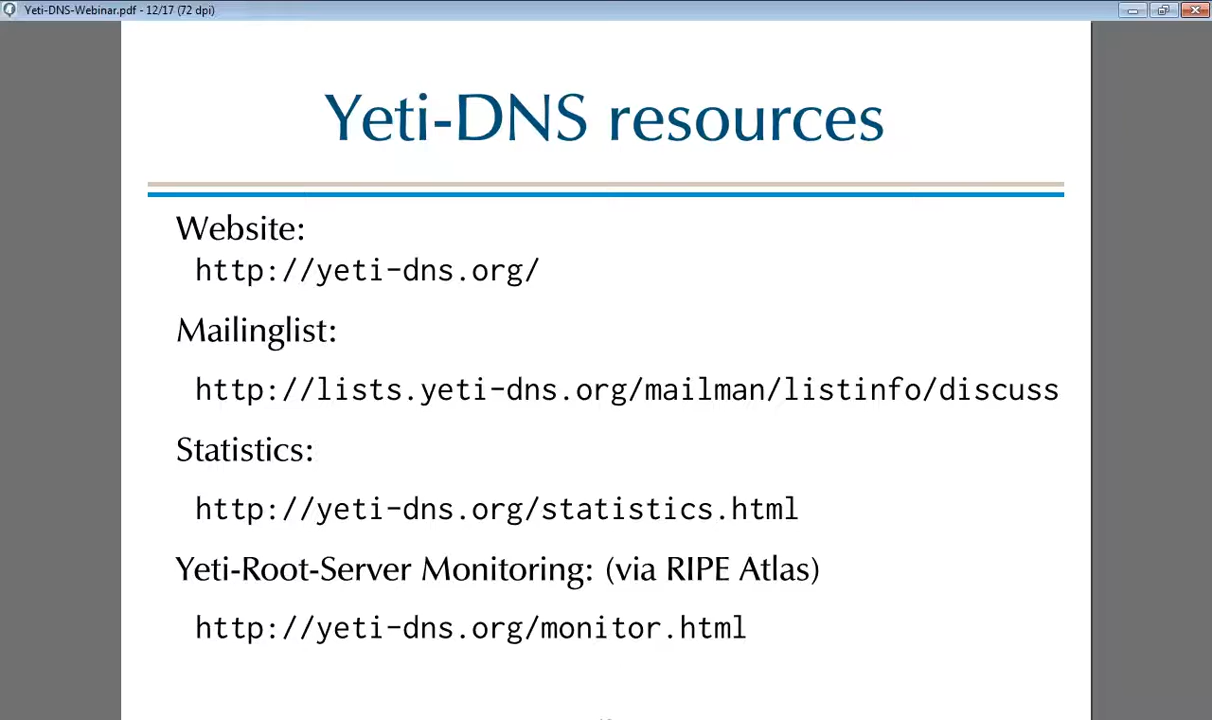 Yeti-DNS-Webinar.pdf - 12/17 (72 dpi)
Yeti-DNS resources
Website:
http://yeti-dns.org/
Mailinglist:
http://lists.yeti-dns.org/mailman/listinfo/discuss
Statistics:
http://yeti-dns.org/statistics.html
Yeti-Root-Server Monitoring: (via RIPE Atlas)
http://yeti-dns.org/monitor.html